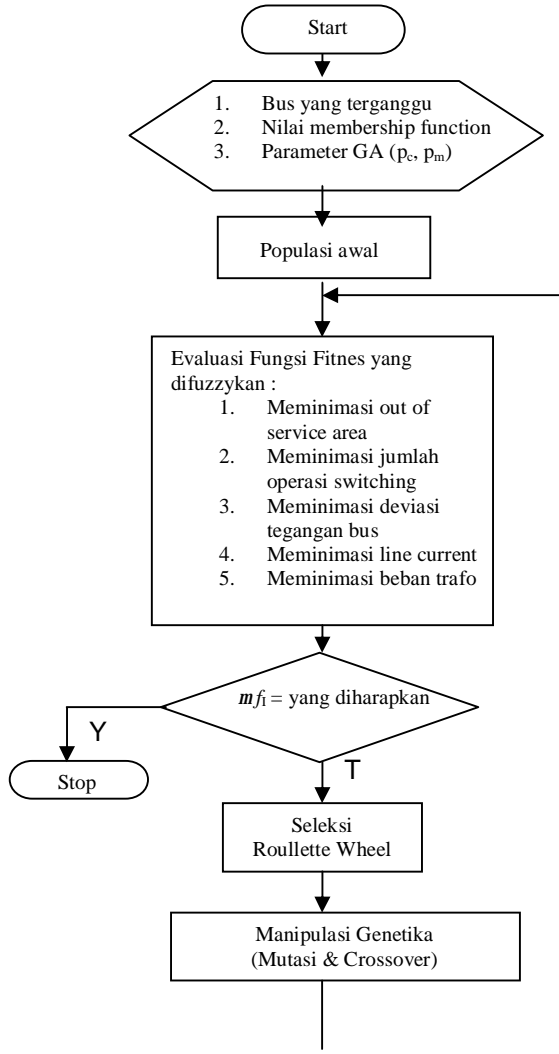 Start
1. Bus yang terganggu
2. Nilai membership function
3. Parameter GA (pc, pm)
Populasi awal
Evaluasi Fungsi Fitnes yang
difuzzykan :
1. Meminimasi out of
service area
2. Meminimasi jumlah
operasi switching
3. Meminimasi deviasi
tegangan bus
4. Meminimasi line current
5. Meminimasi beban trafo
mfI = yang diharapkan
Y
T
Stop
Seleksi
Roullette Wheel
Manipulasi Genetika
(Mutasi & Crossover)